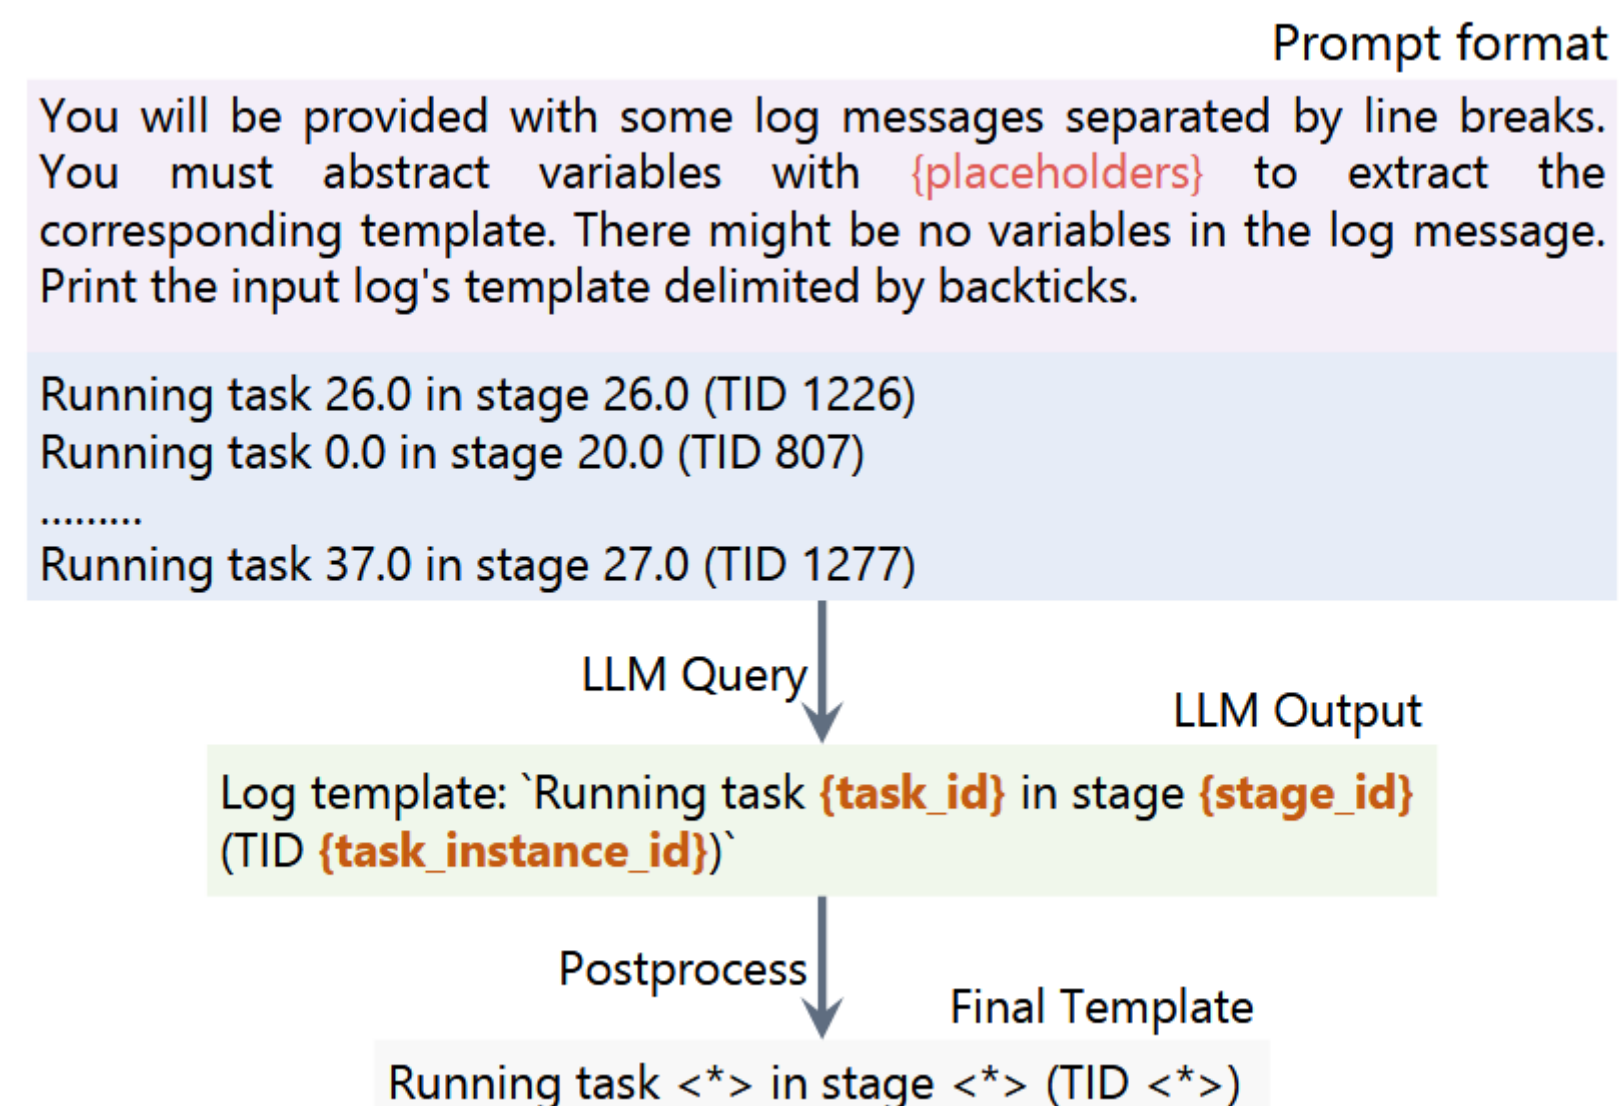 Prompt format
You will be provided with some log messages separated by line breaks.
You must abstract variables with {placeholders} to extract the
corresponding template. There might be no variables in the log message.
Print the input log's template delimited by backticks.
Running task 26.0 in stage 26.0 (TID 1226)
Running task 0.0 in stage 20.0 (TID 807)
.........
Running task 37.0 in stage 27.0 (TID 1277)
LLM Query
LLM Output
Log template: `Running task {task_id} in stage {stage_id}
(TID {task_instance_id})`
Postprocess
Final Template
Running task <*> in stage <*> (TID <*>)